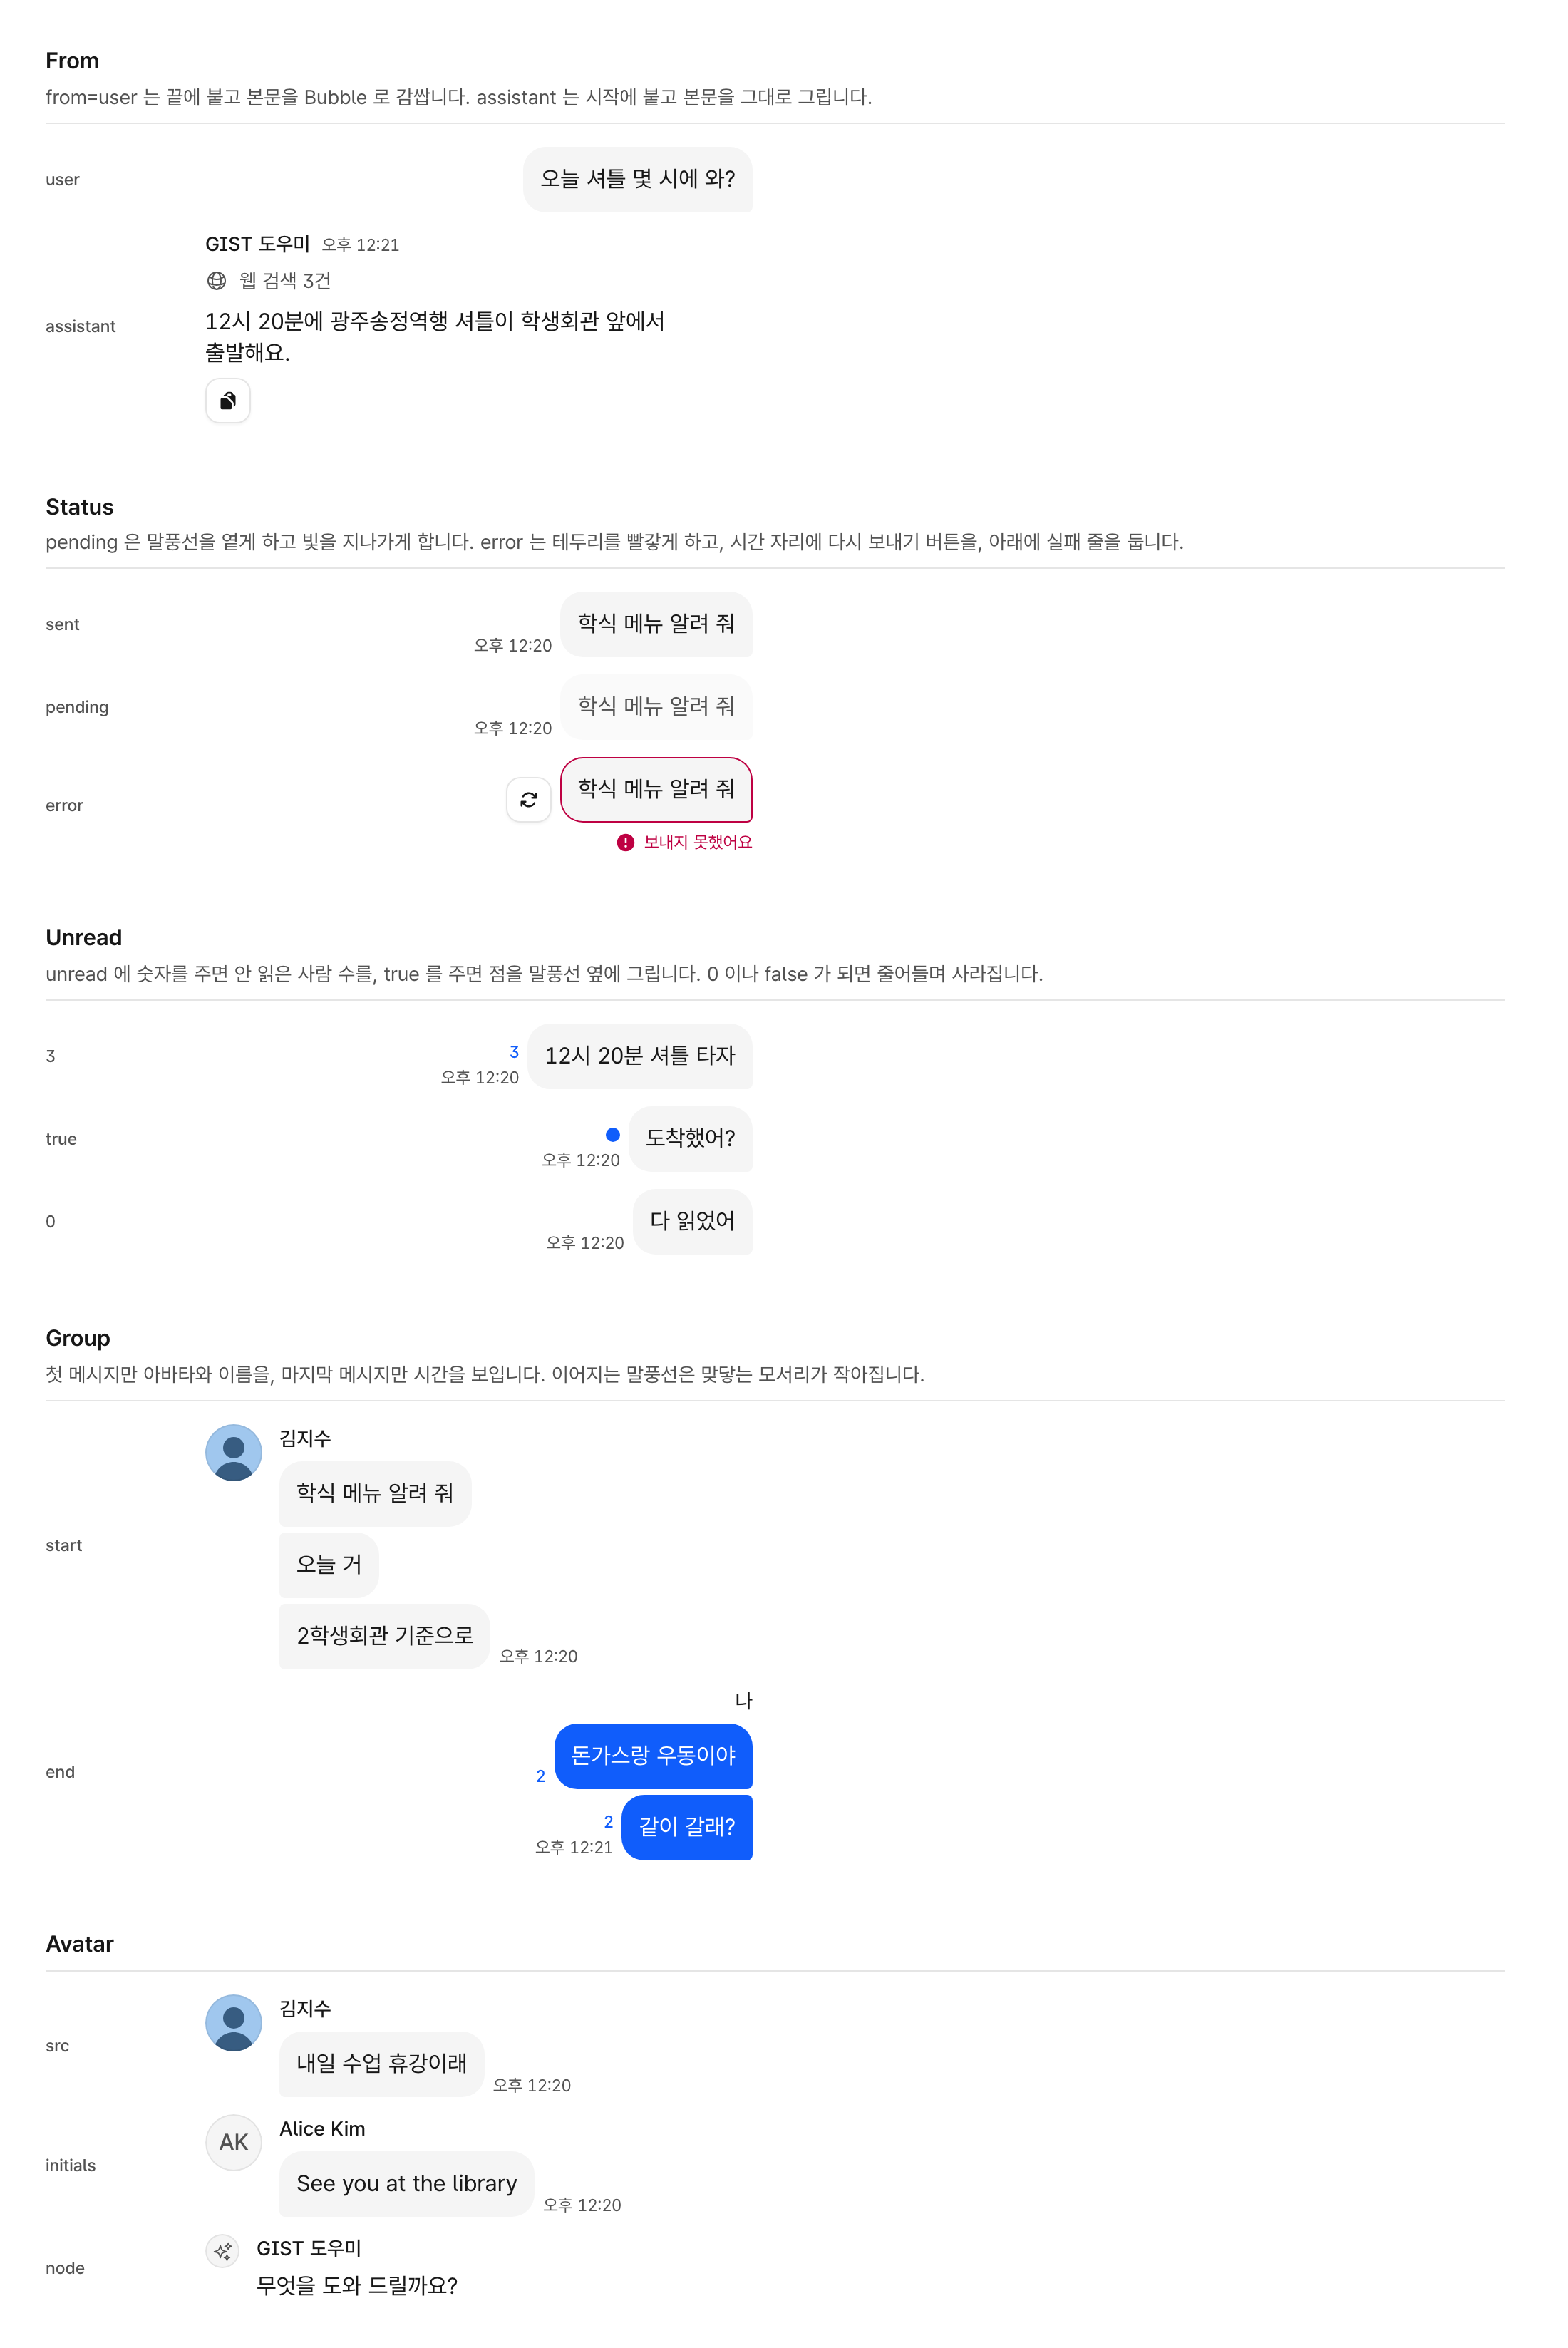 From
from=user 는 끝에 붙고 본문을 Bubble 로 감쌉니다. assistant 는 시작에 붙고 본문을 그대로 그립니다.
user
오늘 셔틀 몇 시에 와?
GIST 도우미 오후 12:21
웹 검색 3건
assistant
12시 20분에 광주송정역행 셔틀이 학생회관 앞에서
출발해요.
Status
pending 은 말풍선을 옅게 하고 빛을 지나가게 합니다. error 는 테두리를 빨갛게 하고, 시간 자리에 다시 보내기 버튼을, 아래에 실패 줄을 둡니다.
sent
오후 12:20 학식 메뉴 알려 줘
pending
오후 12:20 학식 메뉴 알려 줘
error
학식 메뉴 알려 줘
보내지 못했어요
Unread
unread 에 숫자를 주면 안 읽은 사람 수를, true 를 주면 점을 말풍선 옆에 그립니다. 0 이나 false 가 되면 줄어들며 사라집니다.
3
3
오후 12:20 12시 20분 셔틀 타자
true
오후 12:20 도착했어?
0
오후 12:20 다 읽었어
Group
첫 메시지만 아바타와 이름을, 마지막 메시지만 시간을 보입니다. 이어지는 말풍선은 맞닿는 모서리가 작아집니다.
김지수
학식 메뉴 알려 줘
start
오늘 거
2학생회관 기준으로 오후 12:20
나
end
2 돈가스랑 우동이야
2
오후 12:21 같이 갈래?
Avatar
김지수
src
내일 수업 휴강이래 오후 12:20
AK
Alice Kim
initials
See you at the library 오후 12:20
GIST 도우미
node
무엇을 도와 드릴까요?